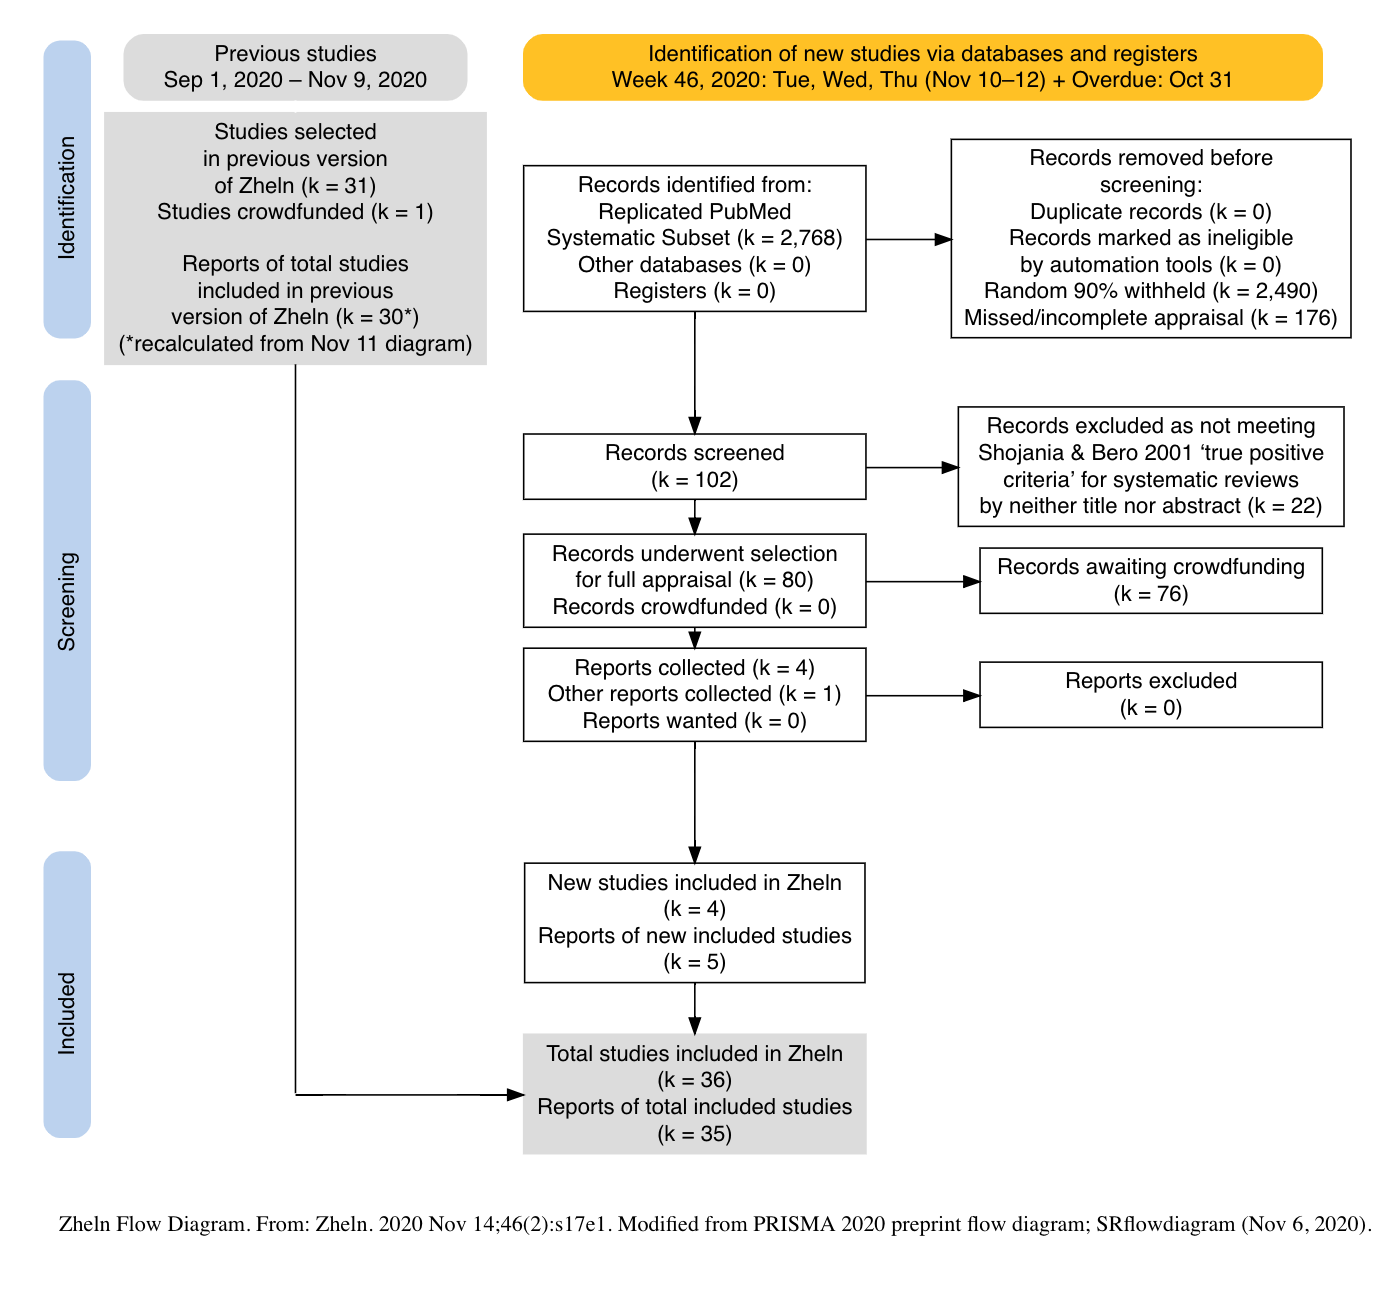 Previous studies
Sep 1, 2020 – Nov 9, 2020
Identification of new studies via databases and registers
Week 46, 2020: Tue, Wed, Thu (Nov 10–12) + Overdue: Oct 31
Identification
Studies selected
in previous version
of Zheln (k = 31)
Studies crowdfunded (k = 1)
Reports of total studies
included in previous
version of Zheln (k = 30*)
(*recalculated from Nov 11 diagram)
Records identified from:
Replicated PubMed
Systematic Subset (k = 2,768)
Other databases (k = 0)
Registers (k = 0)
Records removed before
screening:
Duplicate records (k = 0)
Records marked as ineligible
by automation tools (k = 0)
Random 90% withheld (k = 2,490)
Missed/incomplete appraisal (k = 176)
Screening
Records screened
(k = 102)
Records excluded as not meeting
Shojania & Bero 2001 ‘true positive
criteria’ for systematic reviews
by neither title nor abstract (k = 22)
Records underwent selection
for full appraisal (k = 80)
Records crowdfunded (k = 0)
Records awaiting crowdfunding
(k = 76)
Reports collected (k = 4)
Other reports collected (k = 1)
Reports wanted (k = 0)
Reports excluded
(k = 0)
Included
New studies included in Zheln
(k = 4)
Reports of new included studies
(k = 5)
Total studies included in Zheln
(k = 36)
Reports of total included studies
(k = 35)
Zheln Flow Diagram. From: Zheln. 2020 Nov 14;46(2):s17e1. Modified from PRISMA 2020 preprint flow diagram; SRflowdiagram (Nov 6, 2020).